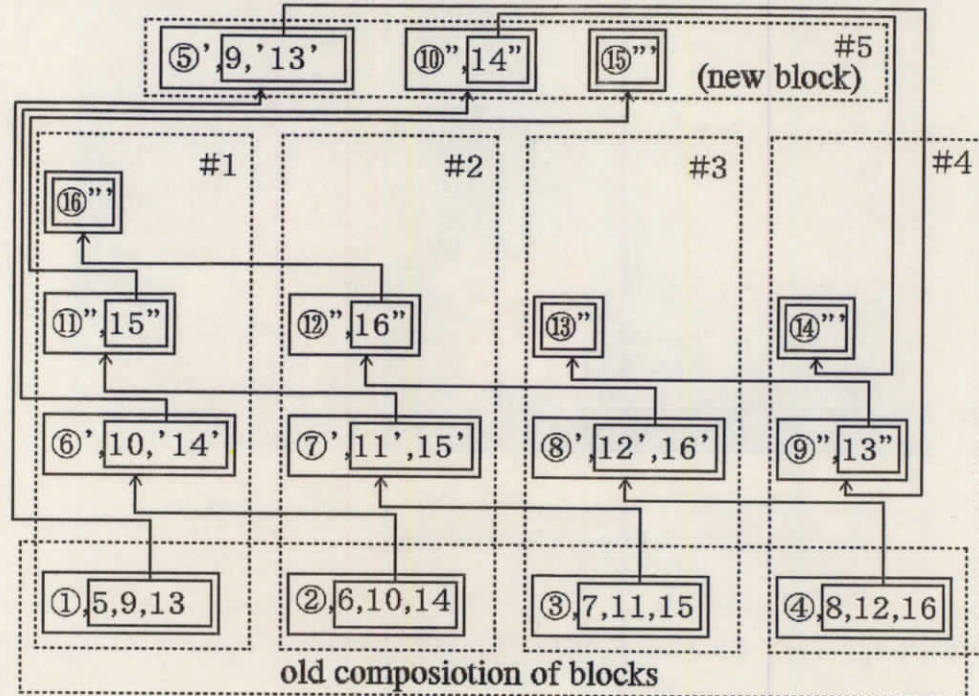 ⑤',9,'13' ⑩",14" ⑮"' #5
(new block)
#1 #2 #3 #4
⑯"'
⑪",15" ⑫",16" ⑬" ⑭"'
⑥',10,'14' ⑦',11',15' ⑧',12',16' ⑨",13"
①,5,9,13 ②,6,10,14 ③,7,11,15 ④,8,12,16
old composiotion of blocks